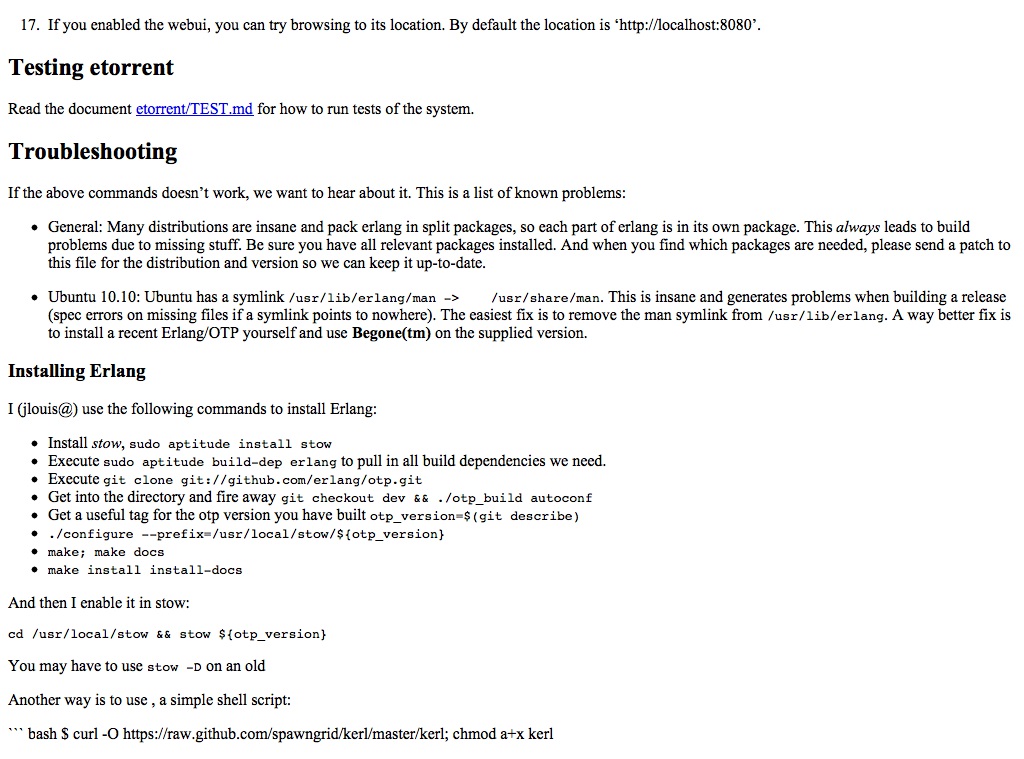 17. If you enabled the webui, you can try browsing to its location. By default the location is ‘http://localhost:8080’.
Testing etorrent
Read the document etorrent/TEST.md for how to run tests of the system.
Troubleshooting
If the above commands doesn’t work, we want to hear about it. This is a list of known problems:
• General: Many distributions are insane and pack erlang in split packages, so each part of erlang is in its own package. This always leads to build
problems due to missing stuff. Be sure you have all relevant packages installed. And when you find which packages are needed, please send a patch to
this file for the distribution and version so we can keep it up-to-date.
• Ubuntu 10.10: Ubuntu has a symlink /usr/lib/erlang/man -> /usr/share/man. This is insane and generates problems when building a release
(spec errors on missing files if a symlink points to nowhere). The easiest fix is to remove the man symlink from /usr/lib/erlang. A way better fix is
to install a recent Erlang/OTP yourself and use Begone(tm) on the supplied version.
Installing Erlang
I (jlouis@) use the following commands to install Erlang:
• Install stow, sudo aptitude install stow
• Execute sudo aptitude build-dep erlang to pull in all build dependencies we need.
• Execute git clone git://github.com/erlang/otp.git
• Get into the directory and fire away git checkout dev && ./otp_build autoconf
• Get a useful tag for the otp version you have built otp_version=$(git describe)
• ./configure --prefix=/usr/local/stow/${otp_version}
• make; make docs
• make install install-docs
And then I enable it in stow:
cd /usr/local/stow && stow ${otp_version}
You may have to use stow -D on an old
Another way is to use , a simple shell script:
``` bash $ curl -O https://raw.github.com/spawngrid/kerl/master/kerl; chmod a+x kerl